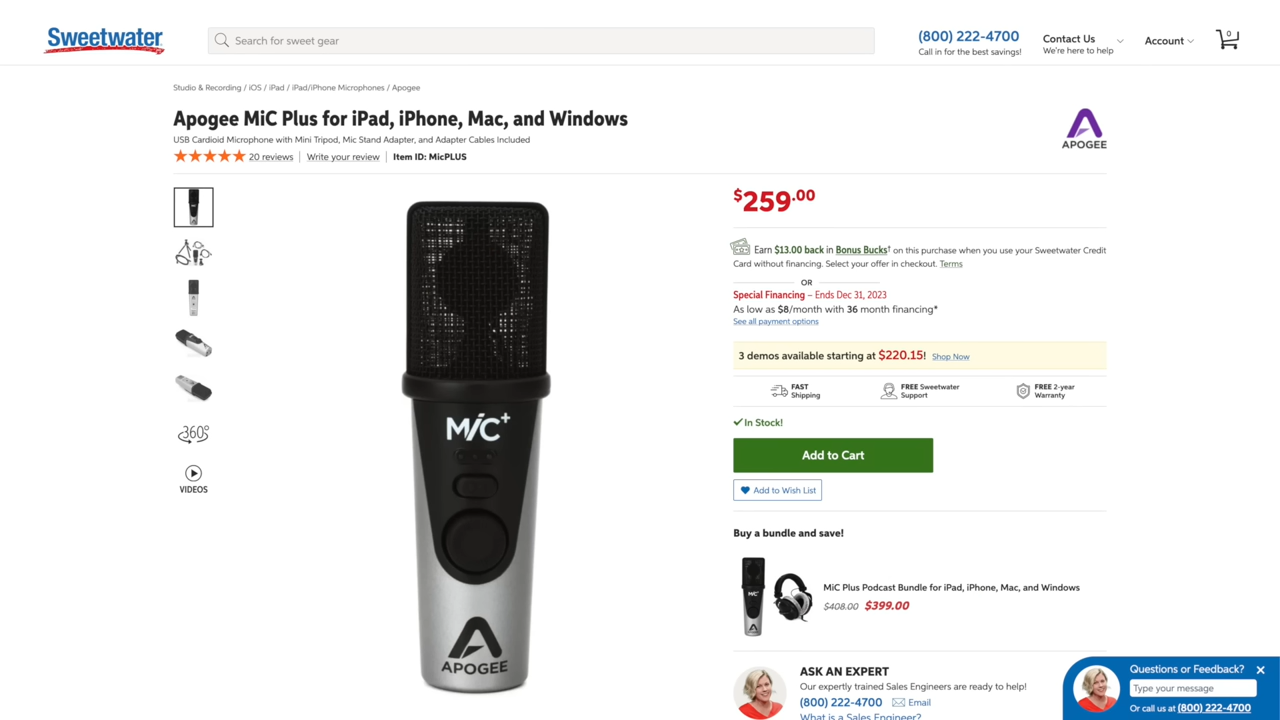 Sweetwater
Search for sweet gear
(800) 222-4700
Call in for the best savings!
Contact Us
We're here to help
Account
0
Studio & Recording / iOS / iPad / iPad/iPhone Microphones / Apogee
Apogee MiC Plus for iPad, iPhone, Mac, and Windows
USB Cardioid Microphone with Mini Tripod, Mic Stand Adapter, and Adapter Cables Included
20 reviews | Write your review | Item ID: MicPLUS
APOGEE
MiC+
APOGEE
360°
VIDEOS
$259.00
Earn $13.00 back in Bonus Bucks† on this purchase when you use your Sweetwater Credit
Card without financing. Select your offer in checkout. Terms
OR
Special Financing – Ends Dec 31, 2023
As low as $8/month with 36 month financing*
See all payment options
3 demos available starting at $220.15! Shop Now
FAST
Shipping
FREE Sweetwater
Support
FREE 2-year
Warranty
In Stock!
Add to Cart
Add to Wish List
Buy a bundle and save!
MiC+
MiC Plus Podcast Bundle for iPad, iPhone, Mac, and Windows
$408.00 $399.00
ASK AN EXPERT
Our expertly trained Sales Engineers are ready to help!
(800) 222-4700 Email
What is a Sales Engineer?
Questions or Feedback?
Type your message
Or call us at (800) 222-4700